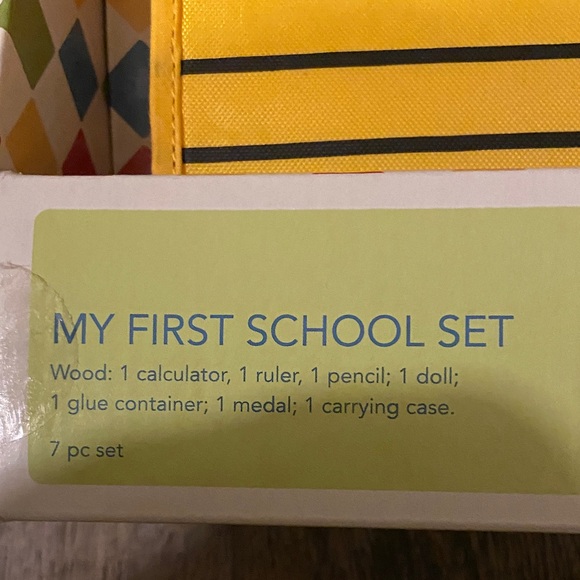 MY FIRST SCHOOL SET
Wood: 1 calculator, 1 ruler, 1 pencil; 1 doll;
1 glue container; 1 medal; 1 carrying case.
7 pc set